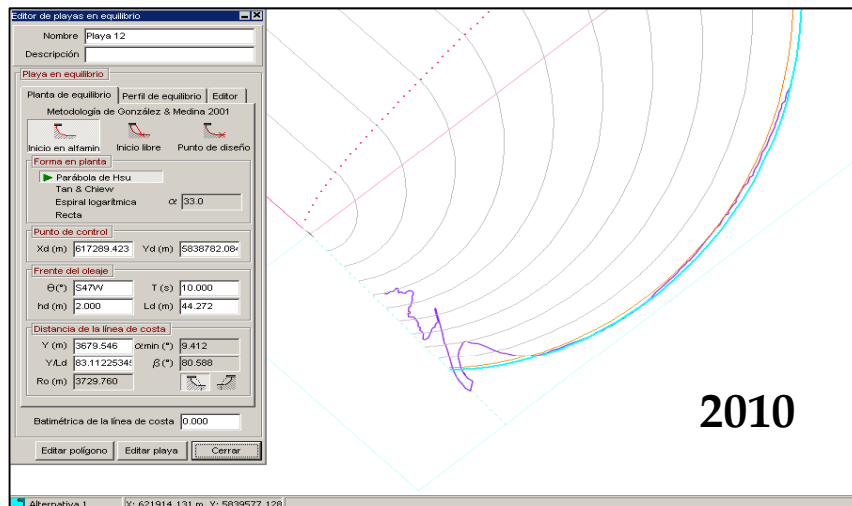 Editor de playas en equilibrio
Nombre Playa 12
Descripción
Playa en equilibrio
Planta de equilibrio Perfil de equilibrio Editor
Metodología de González & Medina 2001
Inicio en alfamin Inicio libre Punto de diseño
Forma en planta
Parábola de Hsu
Tan & Chiew
Espiral logarítmica α 33.0
Recta
Punto de control
Xd (m) 617289.423 Yd (m) 5838782.084
Frente del oleaje
Θ(°) S47W T (s) 10.000
hd (m) 2.000 Ld (m) 44.272
Distancia de la línea de costa
Y (m) 3679.546 αmin (°) 9.412
Y/Ld 83.11225345 β(°) 80.588
Ro (m) 3729.760
Batimétrica de la línea de costa 0.000
Editar polígono Editar playa Cerrar
2010
Alternativa 1 X: 621914.131 m, Y: 5839577.128